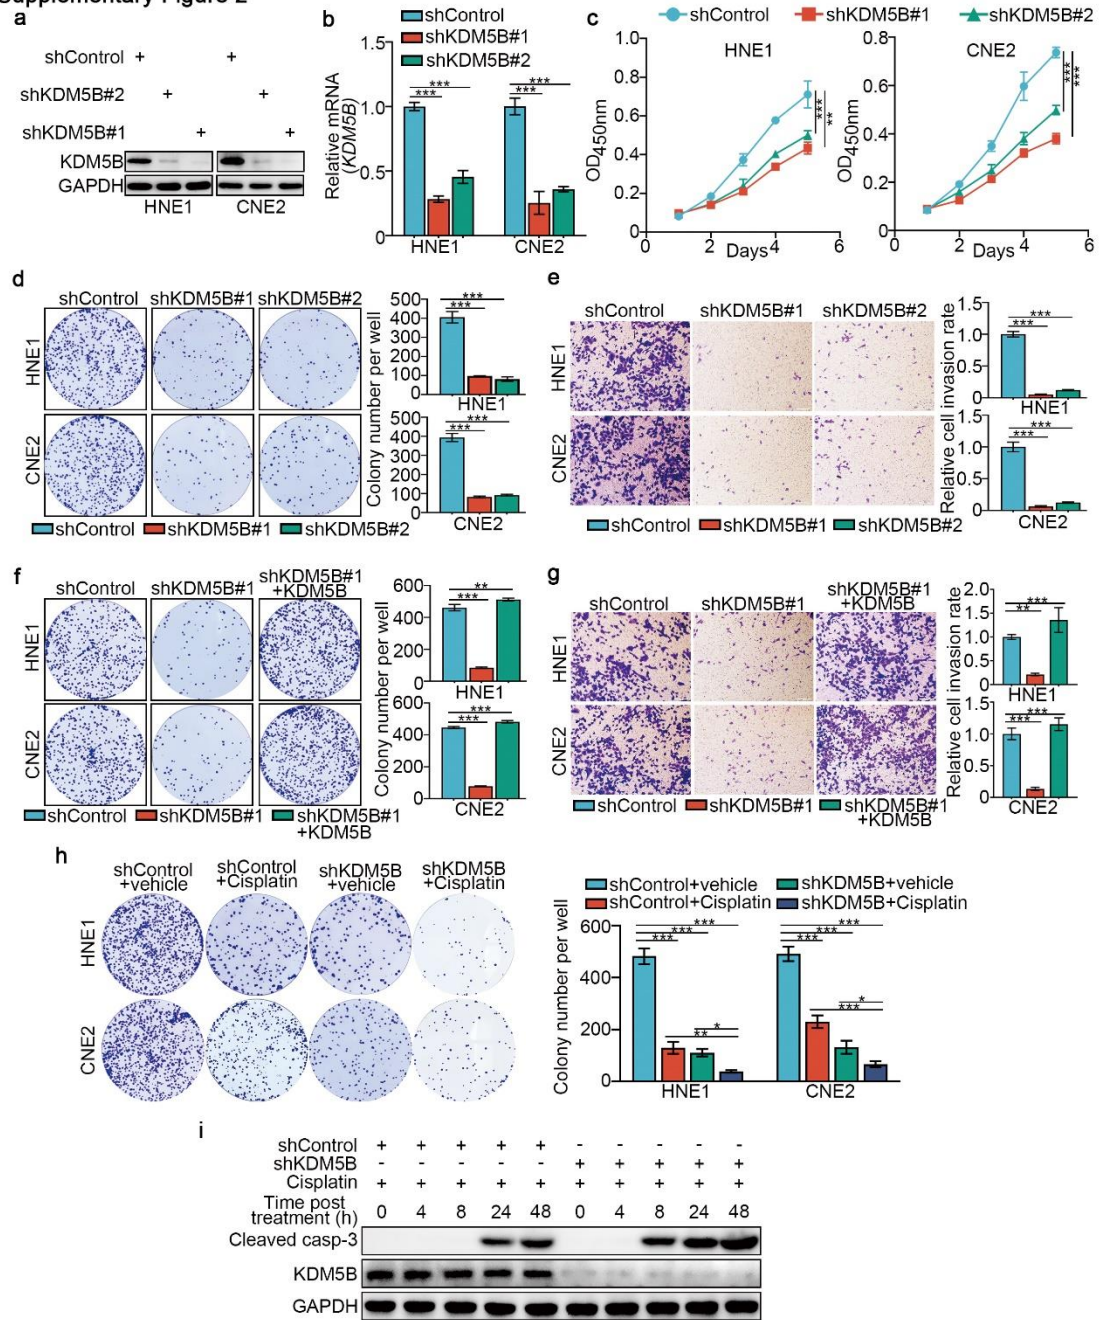 Supplementary Figure 2
a
shControl + +
shKDM5B#2 + +
shKDM5B#1 + +
KDM5B
GAPDH
HNE1 CNE2
b
shControl
shKDM5B#1
shKDM5B#2
Relative mRNA
(KDM5B)
1.5
1.0
0.5
0
*** ***
*** ***
HNE1 CNE2
c
shControl shKDM5B#1 shKDM5B#2
HNE1
OD450nm
1.0
0.8
0.6
0.4
0.2
0
0 2 4 6
Days
***
**
CNE2
OD450nm
0.8
0.6
0.4
0.2
0
0 2 4 6
Days
***
***
d
shControl shKDM5B#1 shKDM5B#2
HNE1
CNE2
Colony number per well
500
400
300
200
100
0
***
***
HNE1
500
400
300
200
100
0
***
***
CNE2
shControl shKDM5B#1 shKDM5B#2
e
shControl shKDM5B#1 shKDM5B#2
HNE1
CNE2
Relative cell invasion rate
1.5
1.0
0.5
0
***
***
HNE1
1.5
1.0
0.5
0
***
***
CNE2
shControl shKDM5B#1 shKDM5B#2
f
shControl shKDM5B#1 shKDM5B#1
+KDM5B
HNE1
CNE2
Colony number per well
600
400
200
0
**
***
HNE1
600
400
200
0
***
***
CNE2
shControl shKDM5B#1 shKDM5B#1
+KDM5B
g
shControl shKDM5B#1 shKDM5B#1
+KDM5B
HNE1
CNE2
Relative cell invasion rate
2.0
1.5
1.0
0.5
0
***
**
HNE1
1.5
1.0
0.5
0
***
***
CNE2
shControl shKDM5B#1 shKDM5B#1
+KDM5B
h
shControl shControl shKDM5B shKDM5B
+vehicle +Cisplatin +vehicle +Cisplatin
HNE1
CNE2
shControl+vehicle shKDM5B+vehicle
shControl+Cisplatin shKDM5B+Cisplatin
Colony number per well
600
400
200
0
*** ***
*** ***
*** ***
* *
** ***
HNE1 CNE2
i
shControl + + + + + - - - - -
shKDM5B - - - - - + + + + +
Cisplatin + + + + + + + + + +
Time post
treatment (h) 0 4 8 24 48 0 4 8 24 48
Cleaved casp-3
KDM5B
GAPDH